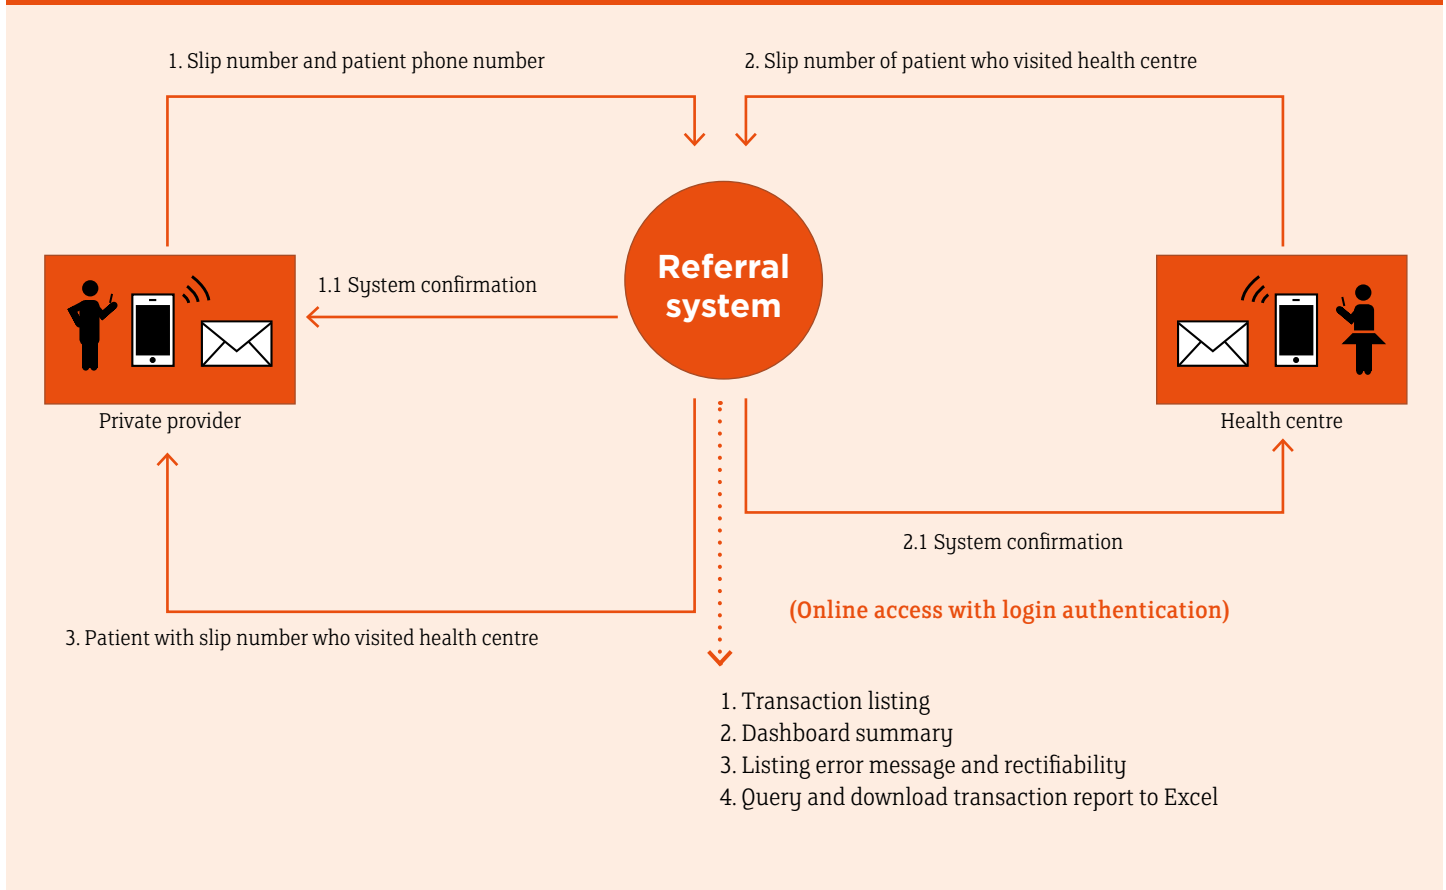 1. Slip number and patient phone number
2. Slip number of patient who visited health centre
Referral
system
1.1 System confirmation
Private provider
Health centre
2.1 System confirmation
(Online access with login authentication)
3. Patient with slip number who visited health centre
1. Transaction listing
2. Dashboard summary
3. Listing error message and rectifiability
4. Query and download transaction report to Excel